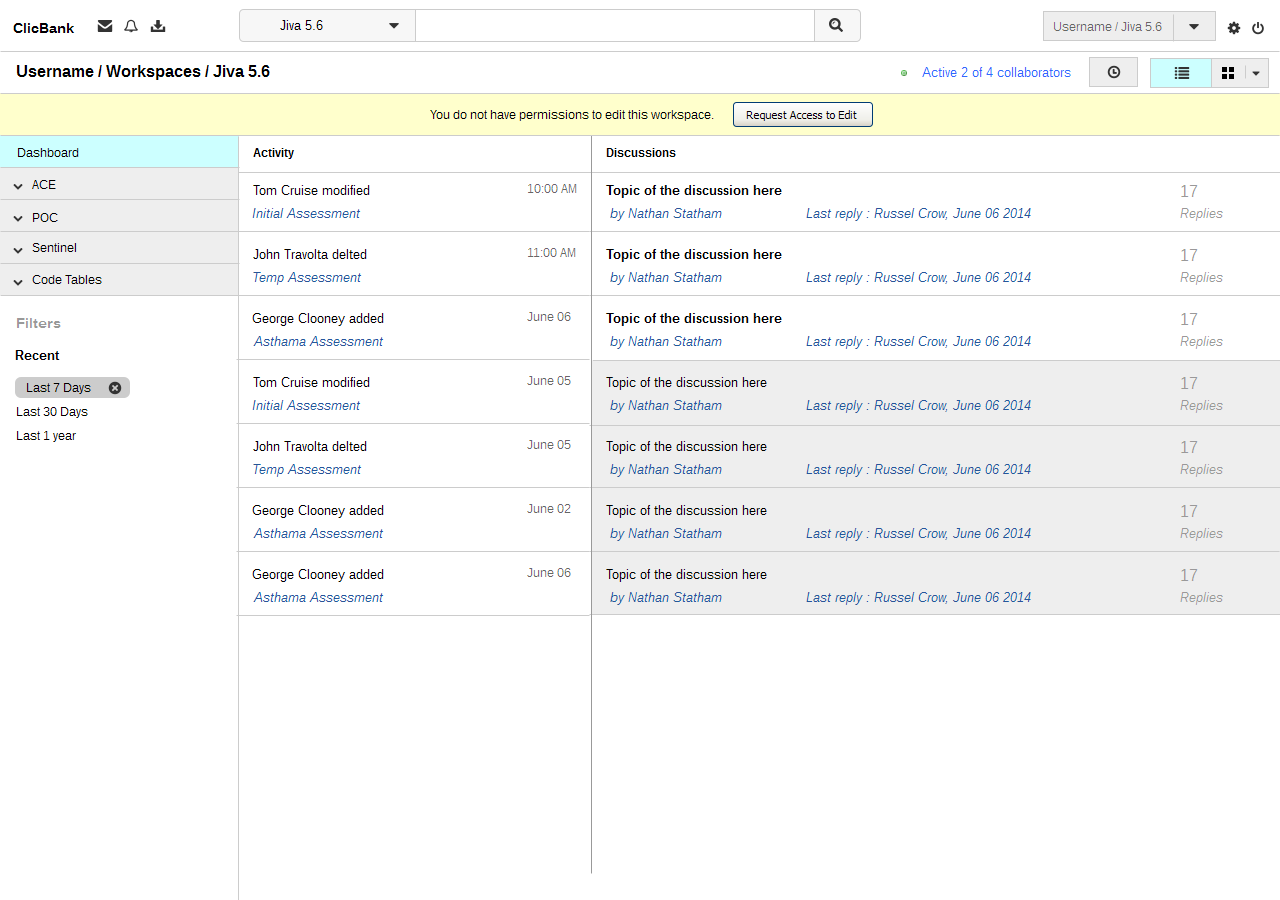 ClicBank
Jiva 5.6
Username / Jiva 5.6
Username / Workspaces / Jiva 5.6
Active 2 of 4 collaborators
You do not have permissions to edit this workspace.
Request Access to Edit
Dashboard
ACE
POC
Sentinel
Code Tables
Filters
Recent
Last 7 Days
Last 30 Days
Last 1 year
Activity
Tom Cruise modified 10:00 AM
Initial Assessment
John Travolta delted 11:00 AM
Temp Assessment
George Clooney added June 06
Asthama Assessment
Tom Cruise modified June 05
Initial Assessment
John Travolta delted June 05
Temp Assessment
George Clooney added June 02
Asthama Assessment
George Clooney added June 06
Asthama Assessment
Discussions
Topic of the discussion here 17
by Nathan Statham Last reply : Russel Crow, June 06 2014 Replies
Topic of the discussion here 17
by Nathan Statham Last reply : Russel Crow, June 06 2014 Replies
Topic of the discussion here 17
by Nathan Statham Last reply : Russel Crow, June 06 2014 Replies
Topic of the discussion here 17
by Nathan Statham Last reply : Russel Crow, June 06 2014 Replies
Topic of the discussion here 17
by Nathan Statham Last reply : Russel Crow, June 06 2014 Replies
Topic of the discussion here 17
by Nathan Statham Last reply : Russel Crow, June 06 2014 Replies
Topic of the discussion here 17
by Nathan Statham Last reply : Russel Crow, June 06 2014 Replies